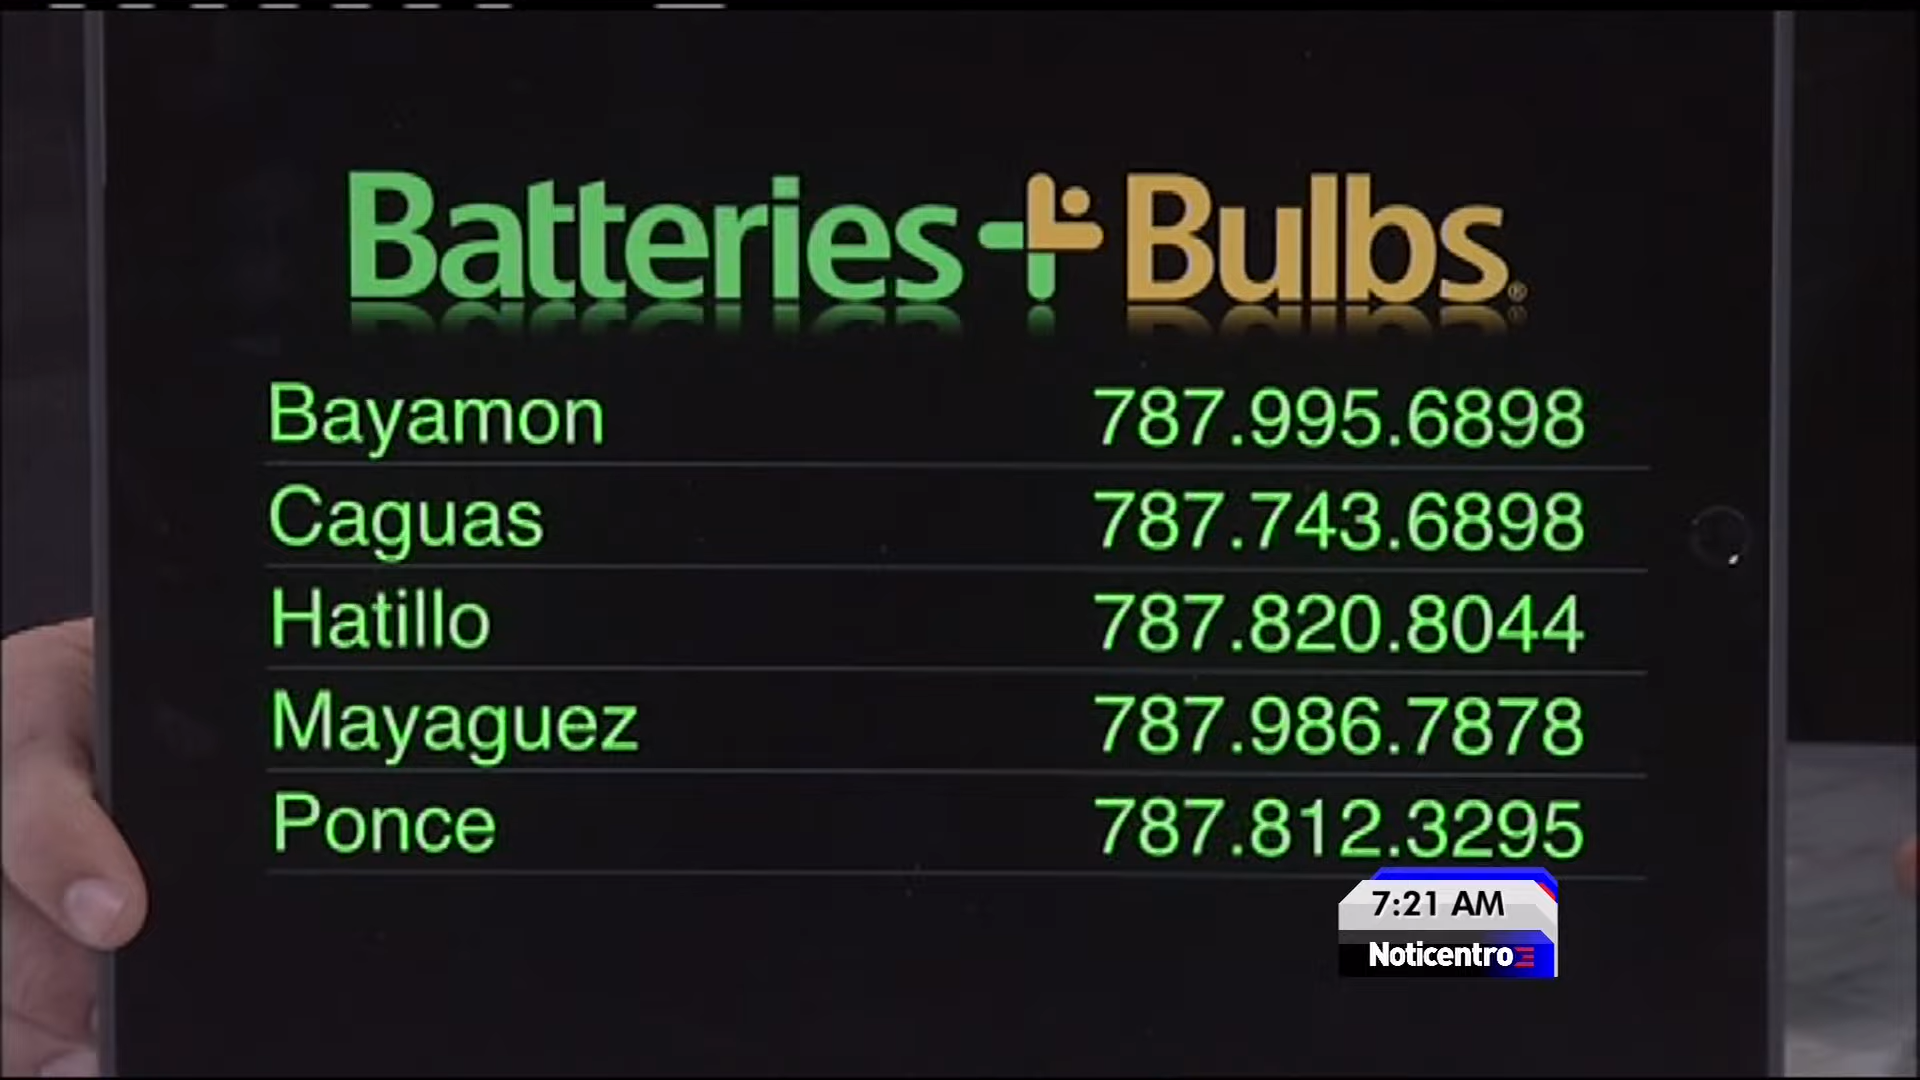 Batteries + Bulbs®
Bayamon 787.995.6898
Caguas 787.743.6898
Hatillo 787.820.8044
Mayaguez 787.986.7878
Ponce 787.812.3295
7:21 AM
Noticentro